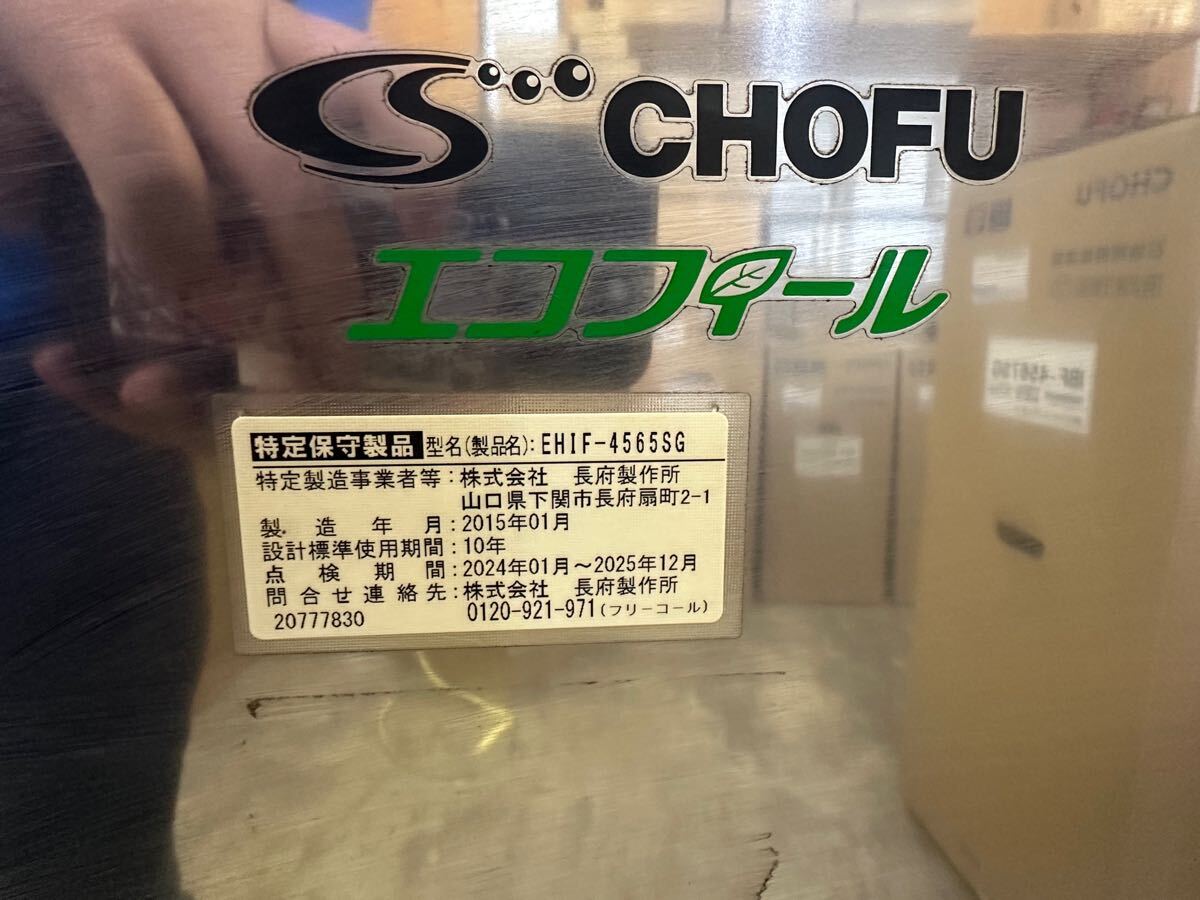 CHOFU
エコフィール
特定保守製品 型名(製品名):EHIF-4565SG
特定製造事業者等:株式会社 長府製作所
山口県下関市長府扇町2-1
製造年月:2015年01月
設計標準使用期間:10年
点検期間:2024年01月~2025年12月
問合せ連絡先:株式会社 長府製作所
20777830 0120-921-971(フリーコール)
CHOFU